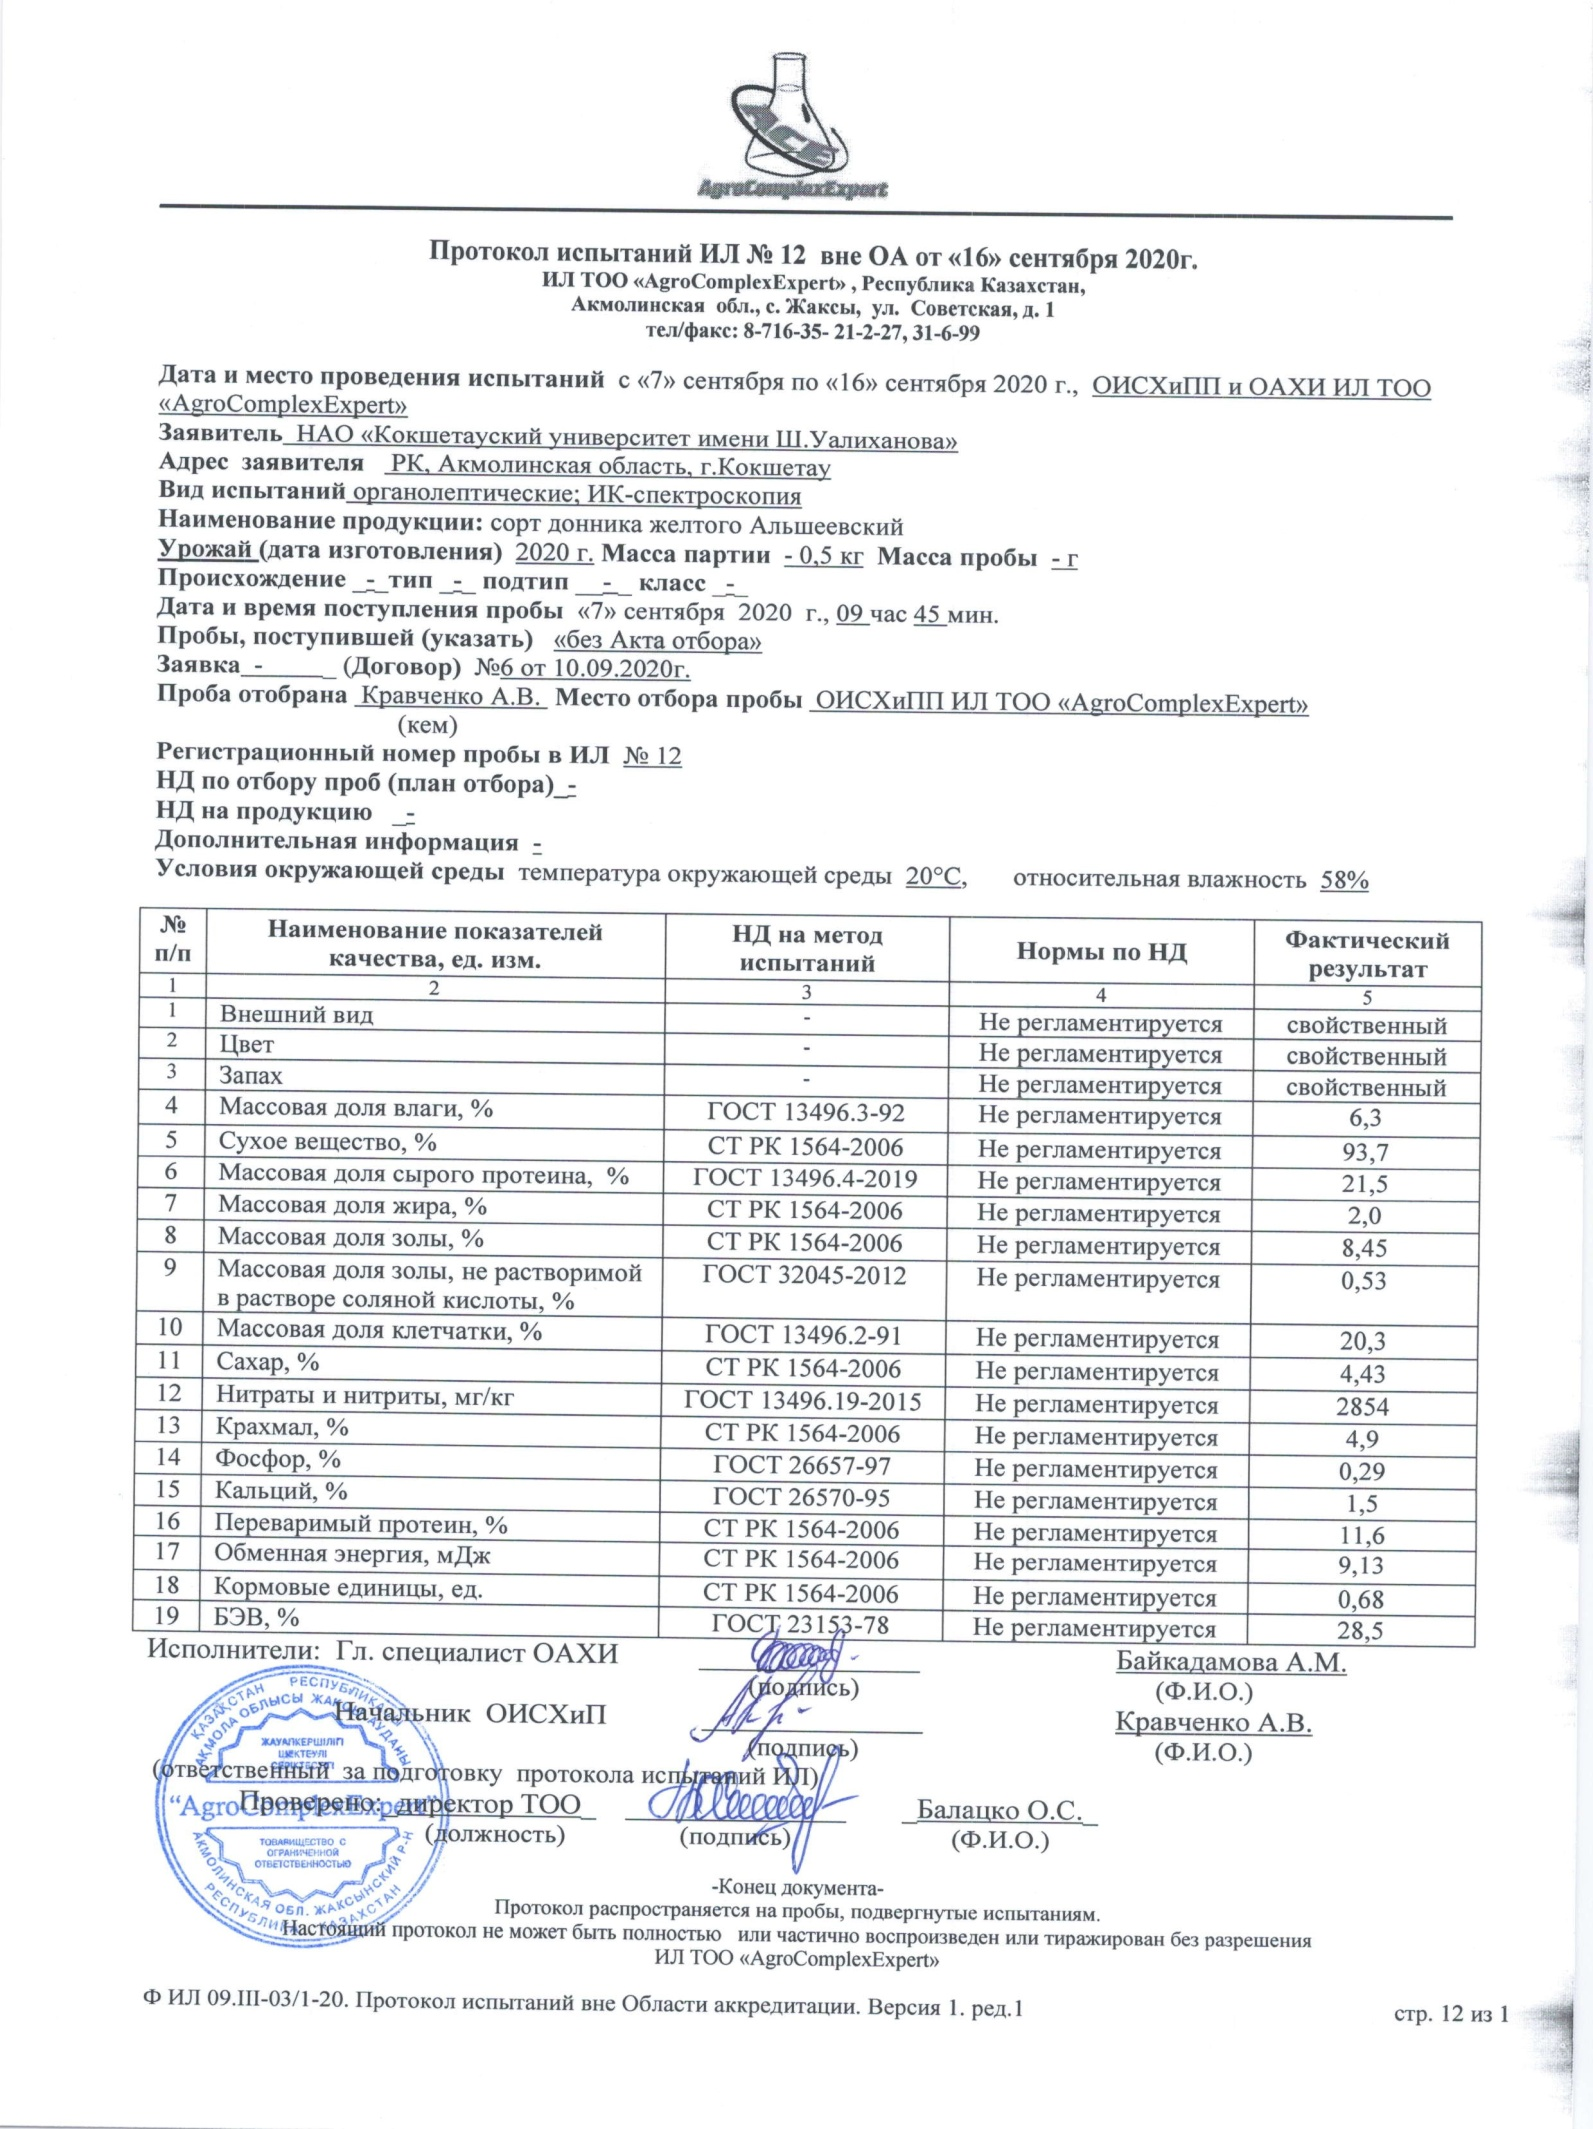 AgroComplexExpert
Протокол испытаний ИЛ № 12 вне ОА от «16» сентября 2020г.
ИЛ ТОО «AgroComplexExpert» , Республика Казахстан,
Акмолинская обл., с. Жаксы, ул. Советская, д. 1
тел/факс: 8-716-35- 21-2-27, 31-6-99
Дата и место проведения испытаний с «7» сентября по «16» сентября 2020 г., ОИСХиПП и ОАХИ ИЛ ТОО
«AgroComplexExpert»
Заявитель НАО «Кокшетауский университет имени Ш.Уалиханова»
Адрес заявителя РК, Акмолинская область, г.Кокшетау
Вид испытаний органолептические; ИК-спектроскопия
Наименование продукции: сорт донника желтого Альшеевский
Урожай (дата изготовления) 2020 г. Масса партии - 0,5 кг Масса пробы - г
Происхождение _-_ тип _-_ подтип __-_ класс _-_
Дата и время поступления пробы «7» сентября 2020 г., 09 час 45 мин.
Пробы, поступившей (указать) «без Акта отбора»
Заявка_-_____ (Договор) №6 от 10.09.2020г.
Проба отобрана Кравченко А.В. Место отбора пробы ОИСХиПП ИЛ ТОО «AgroComplexExpert»
(кем)
Регистрационный номер пробы в ИЛ № 12
НД по отбору проб (план отбора)_-
НД на продукцию _-
Дополнительная информация -
Условия окружающей среды температура окружающей среды 20°С, относительная влажность 58%
№ п/п Наименование показателей качества, ед. изм. НД на метод испытаний Нормы по НД Фактический результат
1 2 3 4 5
1 Внешний вид - Не регламентируется свойственный
2 Цвет - Не регламентируется свойственный
3 Запах - Не регламентируется свойственный
4 Массовая доля влаги, % ГОСТ 13496.3-92 Не регламентируется 6,3
5 Сухое вещество, % СТ РК 1564-2006 Не регламентируется 93,7
6 Массовая доля сырого протеина, % ГОСТ 13496.4-2019 Не регламентируется 21,5
7 Массовая доля жира, % СТ РК 1564-2006 Не регламентируется 2,0
8 Массовая доля золы, % СТ РК 1564-2006 Не регламентируется 8,45
9 Массовая доля золы, не растворимой ГОСТ 32045-2012 Не регламентируется 0,53
в растворе соляной кислоты, %
10 Массовая доля клетчатки, % ГОСТ 13496.2-91 Не регламентируется 20,3
11 Сахар, % СТ РК 1564-2006 Не регламентируется 4,43
12 Нитраты и нитриты, мг/кг ГОСТ 13496.19-2015 Не регламентируется 2854
13 Крахмал, % СТ РК 1564-2006 Не регламентируется 4,9
14 Фосфор, % ГОСТ 26657-97 Не регламентируется 0,29
15 Кальций, % ГОСТ 26570-95 Не регламентируется 1,5
16 Переваримый протеин, % СТ РК 1564-2006 Не регламентируется 11,6
17 Обменная энергия, мДж СТ РК 1564-2006 Не регламентируется 9,13
18 Кормовые единицы, ед. СТ РК 1564-2006 Не регламентируется 0,68
19 БЭВ, % ГОСТ 23153-78 Не регламентируется 28,5
Исполнители: Гл. специалист ОАХИ Байкадамова А.М.
(подпись) (Ф.И.О.)
Начальник ОИСХиП Кравченко А.В.
(подпись) (Ф.И.О.)
(ответственный за подготовку протокола испытаний ИЛ)
Проверено: директор ТОО Балацко О.С.
(должность) (подпись) (Ф.И.О.)
ҚАЗАҚСТАН РЕСПУБЛИКАСЫ
АҚМОЛА ОБЛЫСЫ ЖАҚСЫ АУДАНЫ
ЖАУАПКЕРШІЛІГІ
ШЕКТЕУЛІ
СЕРІКТЕСТІГІ
“AgroComplexExpert”
ТОВАРИЩЕСТВО С
ОГРАНИЧЕННОЙ
ОТВЕТСТВЕННОСТЬЮ
АКМОЛИНСКАЯ ОБЛ. ЖАКСЫНСКИЙ Р-Н
РЕСПУБЛИКА КАЗАХСТАН
-Конец документа-
Протокол распространяется на пробы, подвергнутые испытаниям.
Настоящий протокол не может быть полностью или частично воспроизведен или тиражирован без разрешения
ИЛ ТОО «AgroComplexExpert»
Ф ИЛ 09.III-03/1-20. Протокол испытаний вне Области аккредитации. Версия 1. ред.1
стр. 12 из 1